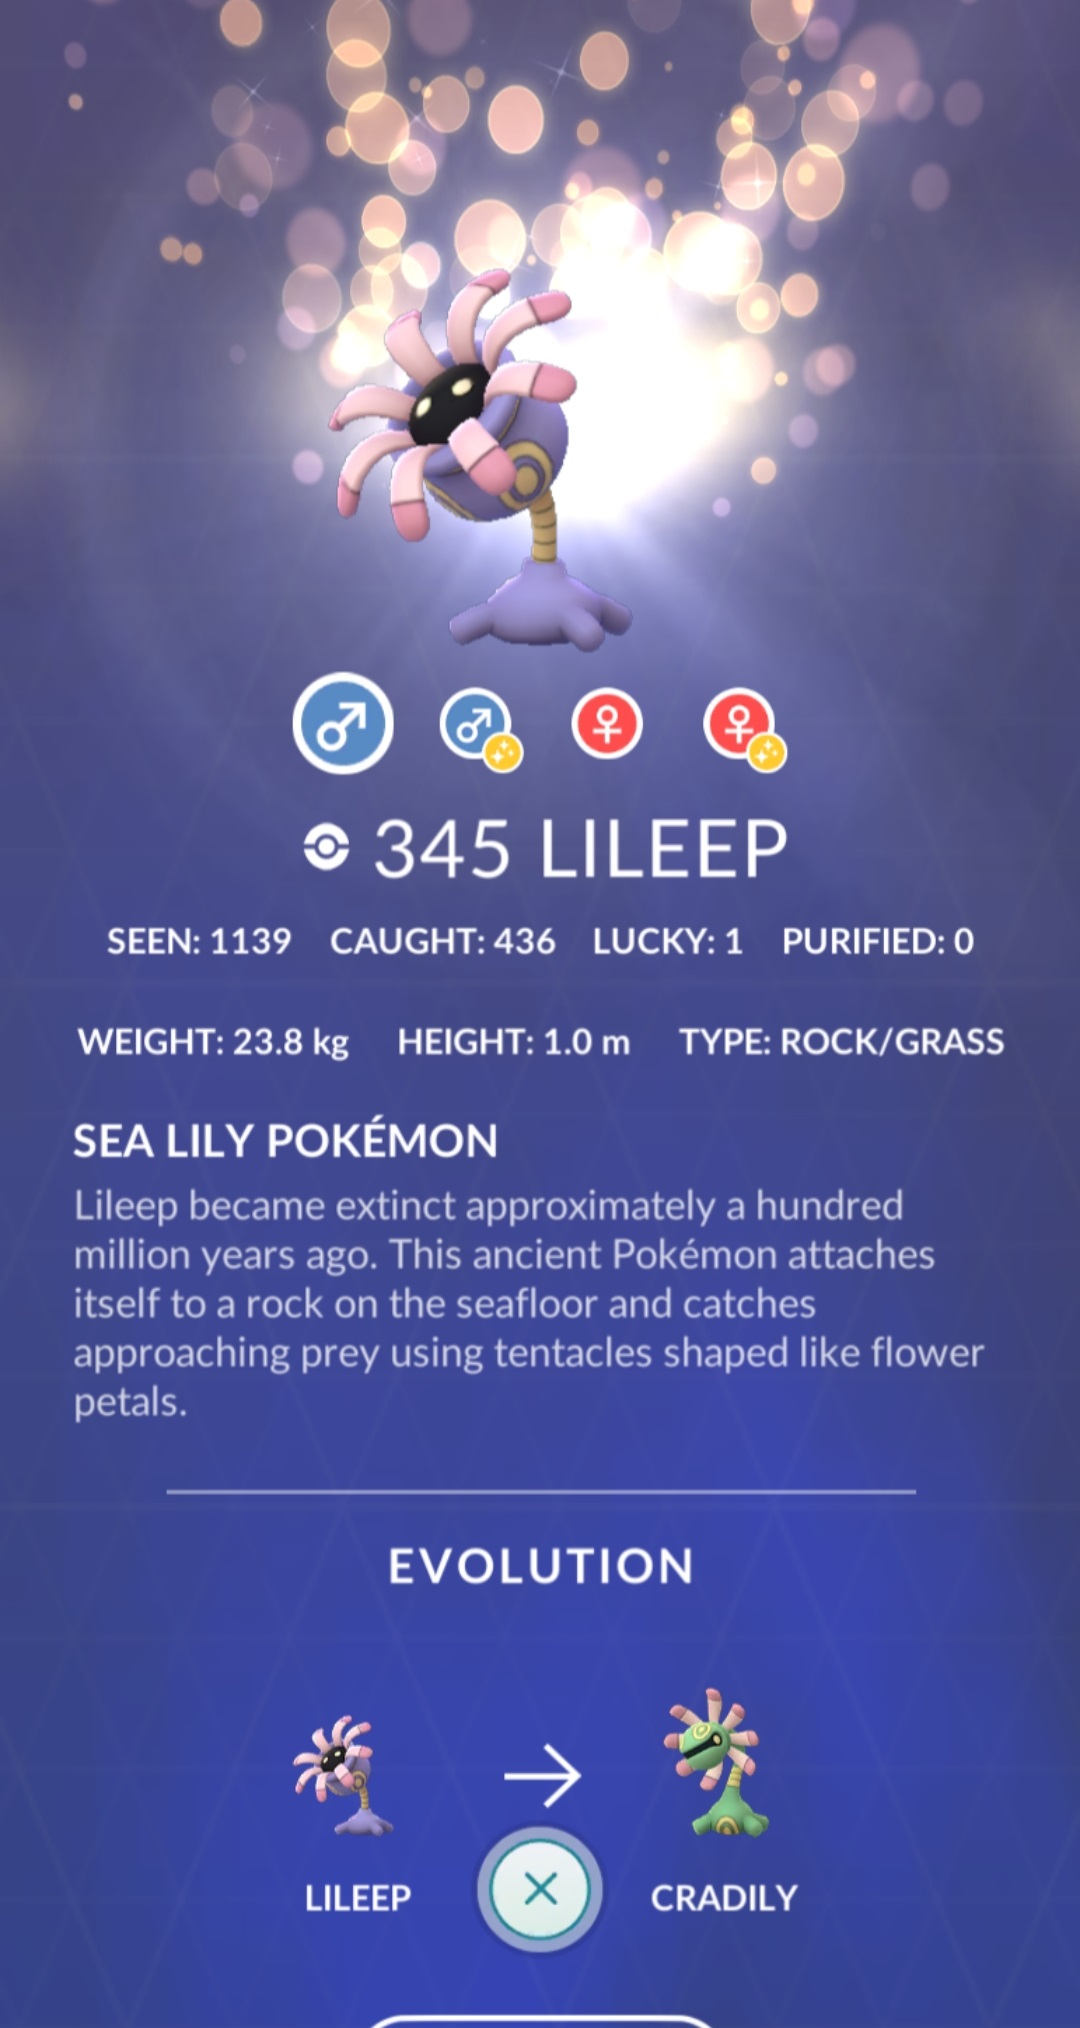 345 LILEEP
SEEN: 1139 CAUGHT: 436 LUCKY: 1 PURIFIED: 0
WEIGHT: 23.8 kg HEIGHT: 1.0 m TYPE: ROCK/GRASS
SEA LILY POKÉMON
Lileep became extinct approximately a hundred
million years ago. This ancient Pokémon attaches
itself to a rock on the seafloor and catches
approaching prey using tentacles shaped like flower
petals.
EVOLUTION
LILEEP CRADILY